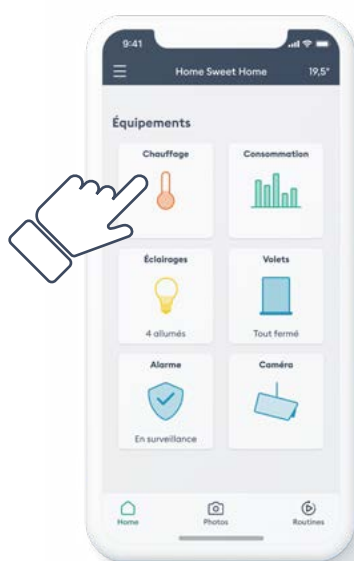 9:41
Home Sweet Home 19,5°
Équipements
Chauffage Consommation
Éclairages Volets
4 allumés Tout fermé
Alarme Caméra
En surveillance
Home Photos Routines